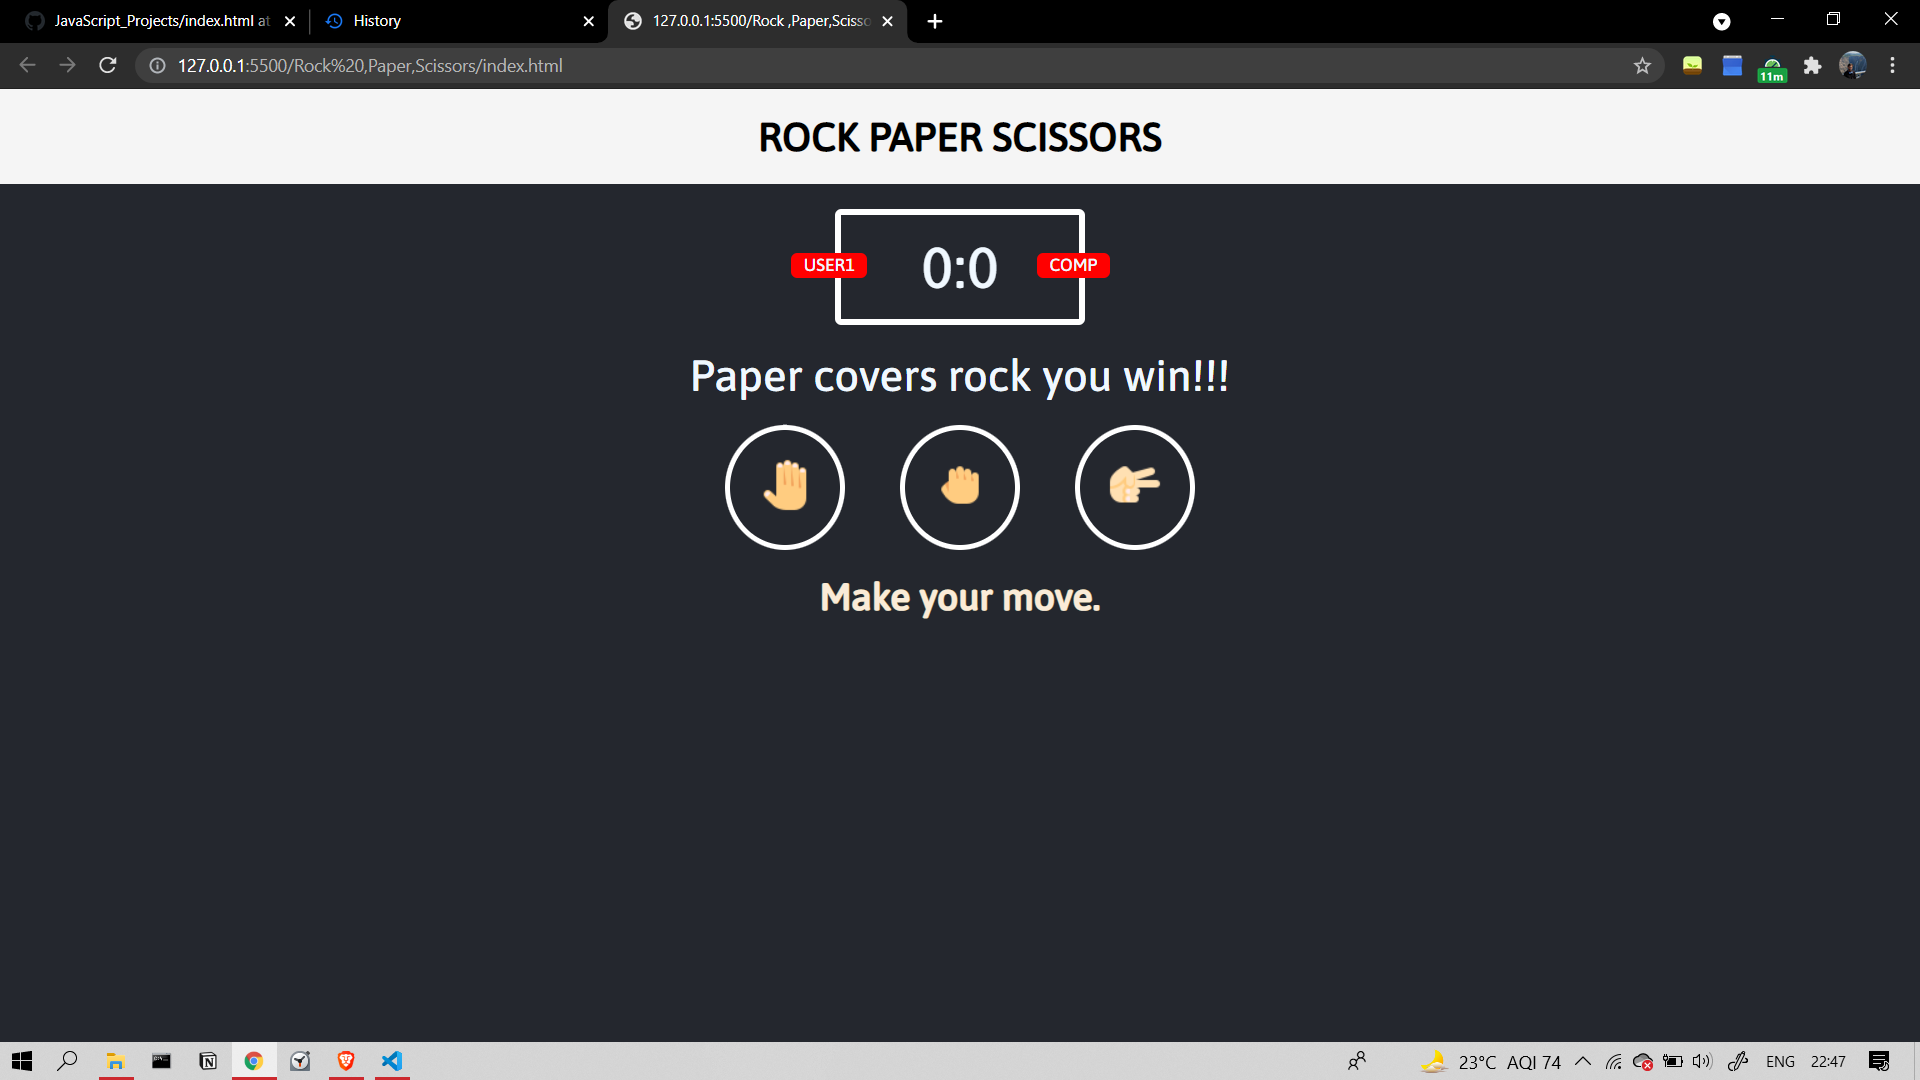 JavaScript_Projects/index.html at
History
127.0.0.1:5500/Rock ,Paper,Scisso
127.0.0.1:5500/Rock%20,Paper,Scissors/index.html
11m
ROCK PAPER SCISSORS
USER1
0:0
COMP
Paper covers rock you win!!!
Make your move.
23°C AQI 74
ENG
22:47